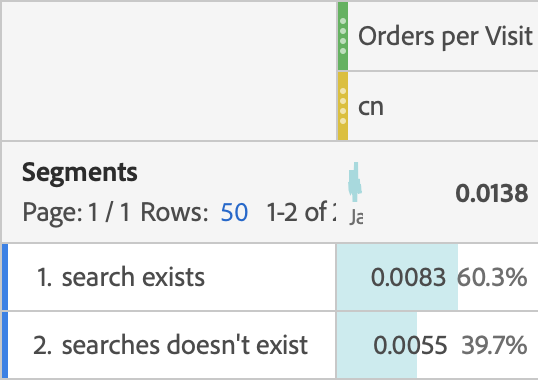 Orders per Visit
cn
Segments
Page: 1 / 1 Rows: 50 1-2 of
Ja
0.0138
1. search exists 0.0083 60.3%
2. searches doesn't exist 0.0055 39.7%